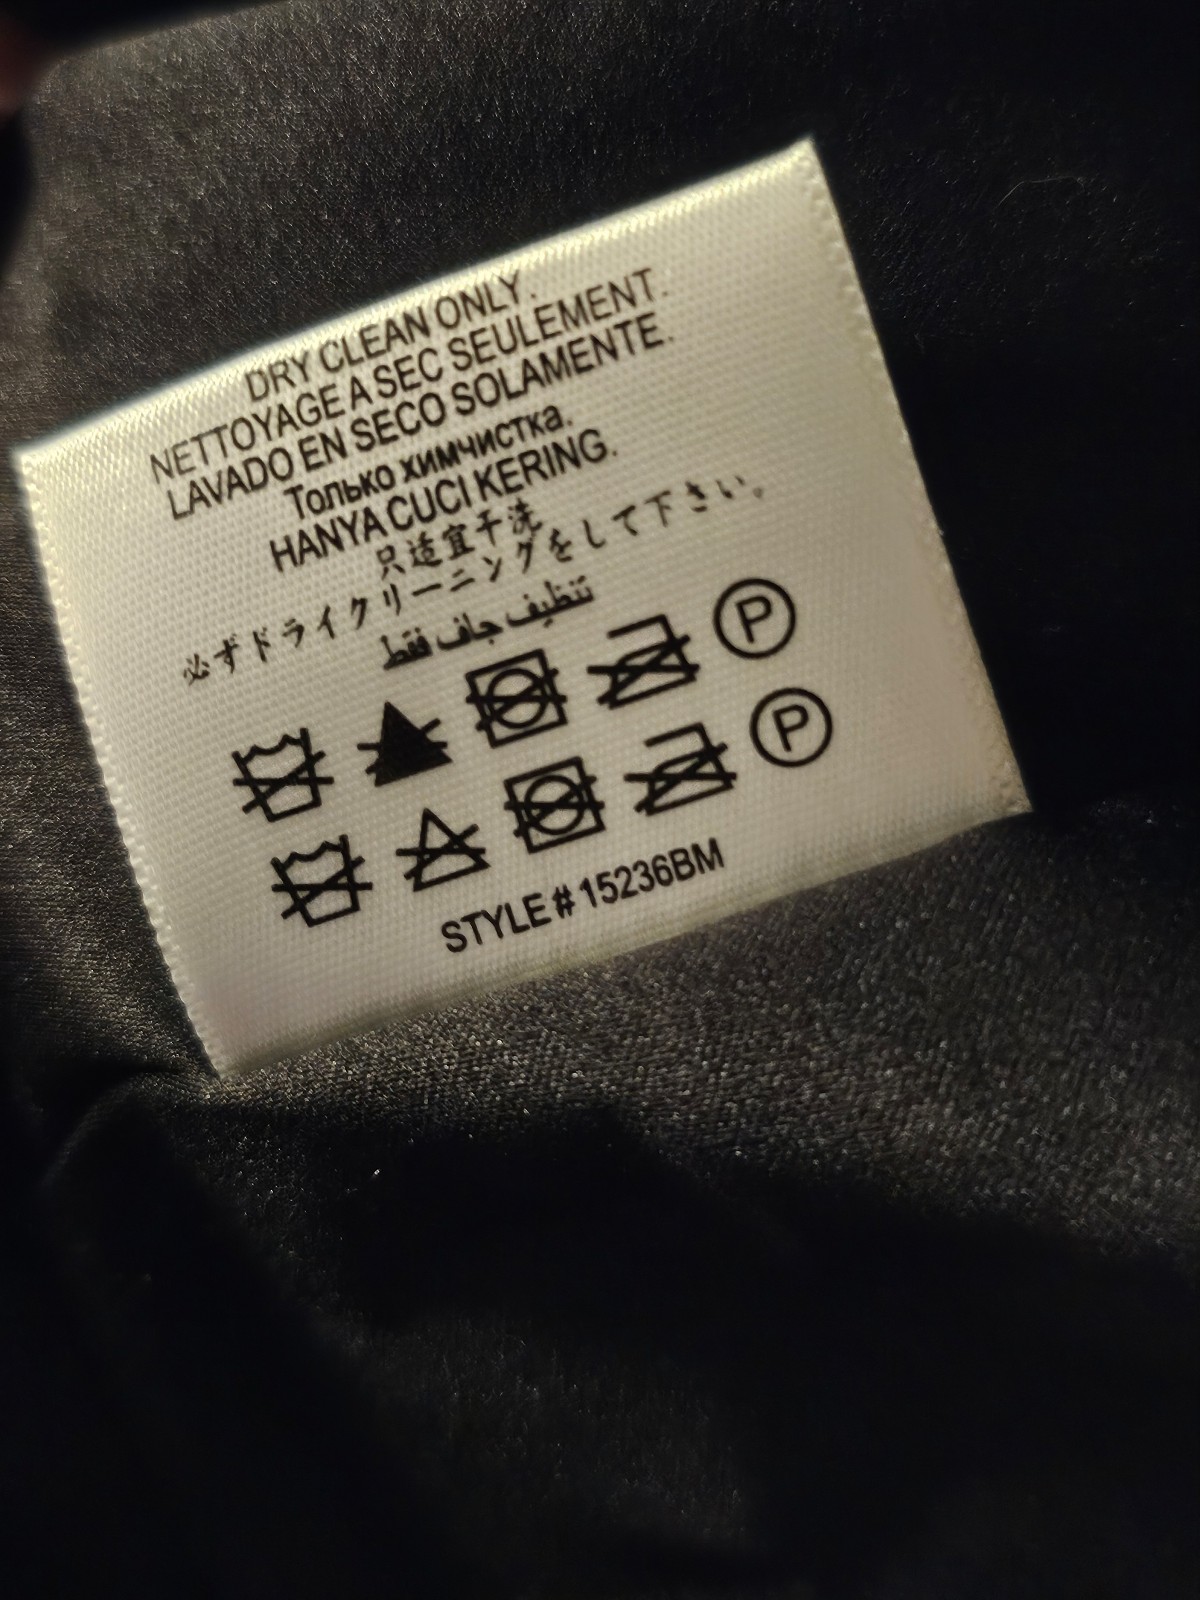 DRY CLEAN ONLY.
NETTOYAGE A SEC SEULEMENT.
LAVADO EN SECO SOLAMENTE.
Только химчистка.
HANYA CUCI KERING.
只适宜干洗
必ずドライクリーニングをして下さい。
تنظيف جاف فقط
P
P
STYLE # 15236BM